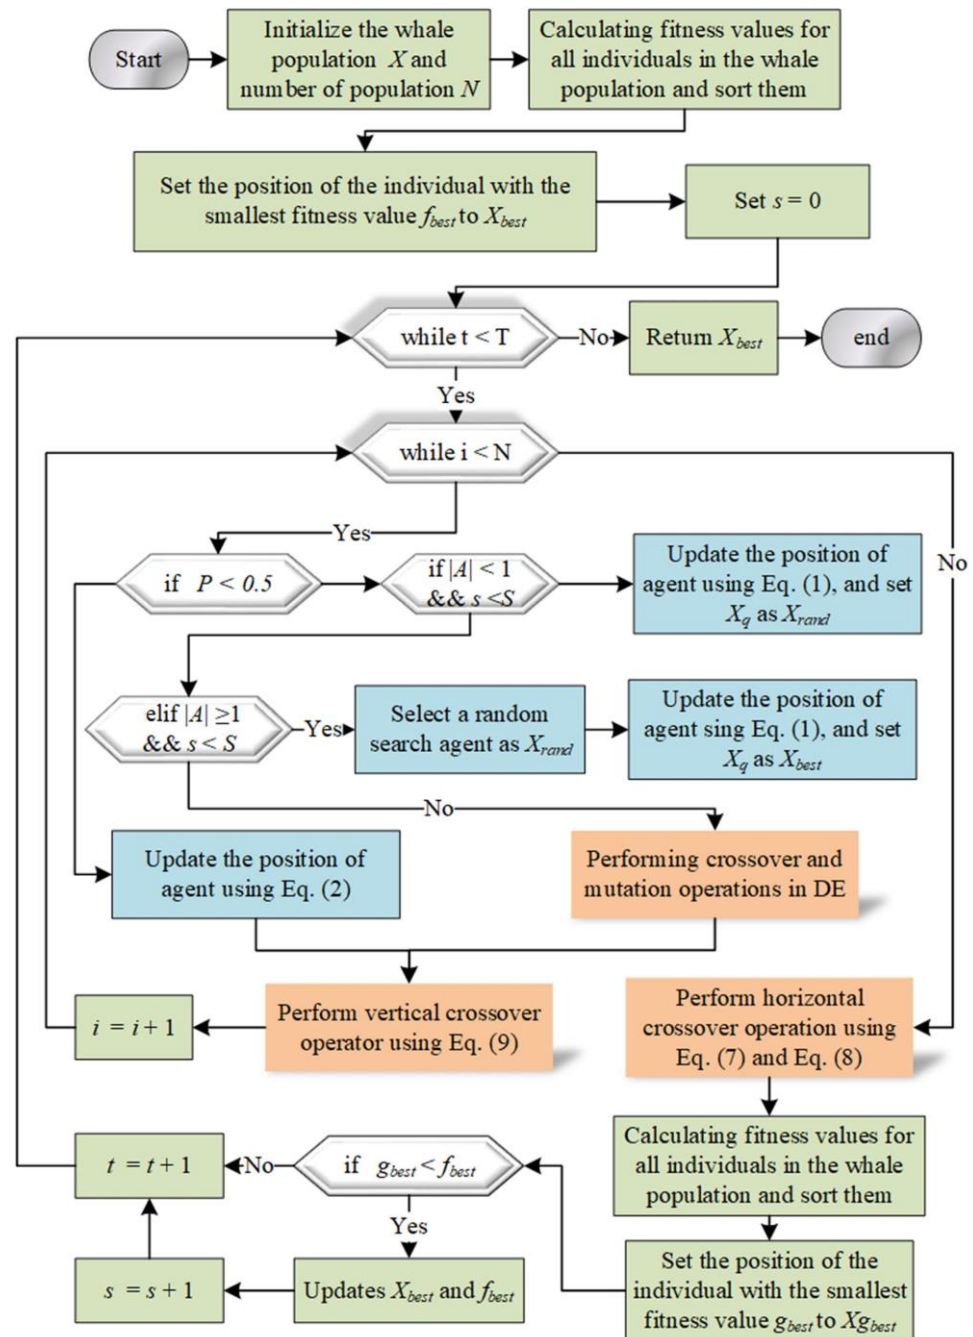 Start
Initialize the whale
population X and
number of population N
Calculating fitness values for
all individuals in the whale
population and sort them
Set the position of the individual with the
smallest fitness value fbest to Xbest
Set s = 0
while t < T
No
Return Xbest
end
Yes
while i < N
Yes
No
if P < 0.5
if |A| < 1
&& s <S
Update the position of
agent using Eq. (1), and set
Xq as Xrand
elif |A| ≥1
&& s < S
Yes
Select a random
search agent as Xrand
Update the position of
agent sing Eq. (1), and set
Xq as Xbest
No
Update the position of
agent using Eq. (2)
Performing crossover and
mutation operations in DE
i = i + 1
Perform vertical crossover
operator using Eq. (9)
Perform horizontal
crossover operation using
Eq. (7) and Eq. (8)
Calculating fitness values for
all individuals in the whale
population and sort them
t = t + 1
No
if gbest < fbest
Yes
s = s + 1
Updates Xbest and fbest
Set the position of the
individual with the smallest
fitness value gbest to Xgbest